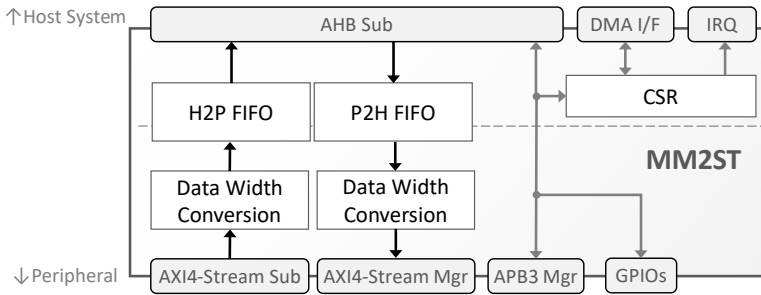 ↑Host System
AHB Sub
DMA I/F
IRQ
H2P FIFO
P2H FIFO
CSR
MM2ST
Data Width
Conversion
Data Width
Conversion
↓Peripheral
AXI4-Stream Sub
AXI4-Stream Mgr
APB3 Mgr
GPIOs